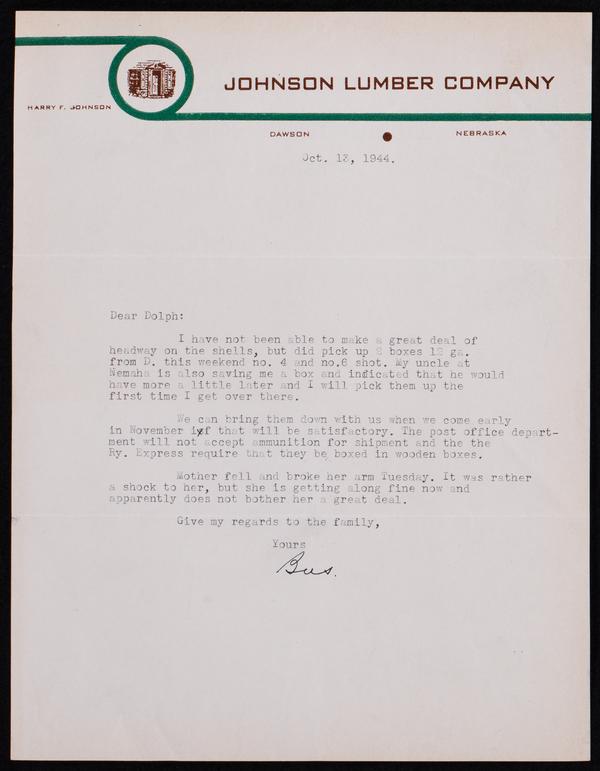 JOHNSON LUMBER COMPANY
HARRY F. JOHNSON
DAWSON NEBRASKA
Oct. 13, 1944.
Dear Dolph:
I have not been able to make a great deal of
headway on the shells, but did pick up 2 boxes 12 ga.
from D. this weekend no. 4 and no.6 shot. My uncle at
Nemaha is also saving me a box and indicated that he would
have more a little later and I will pick them up the
first time I get over there.
We can bring them down with us when we come early
in November if that will be satisfactory. The post office depart-
ment will not accept ammunition for shipment and the the
Ry. Express require that they be boxed in wooden boxes.
Mother fell and broke her arm Tuesday. It was rather
a shock to her, but she is getting along fine now and
apparently does not bother her a great deal.
Give my regards to the family,
Yours
Bus.